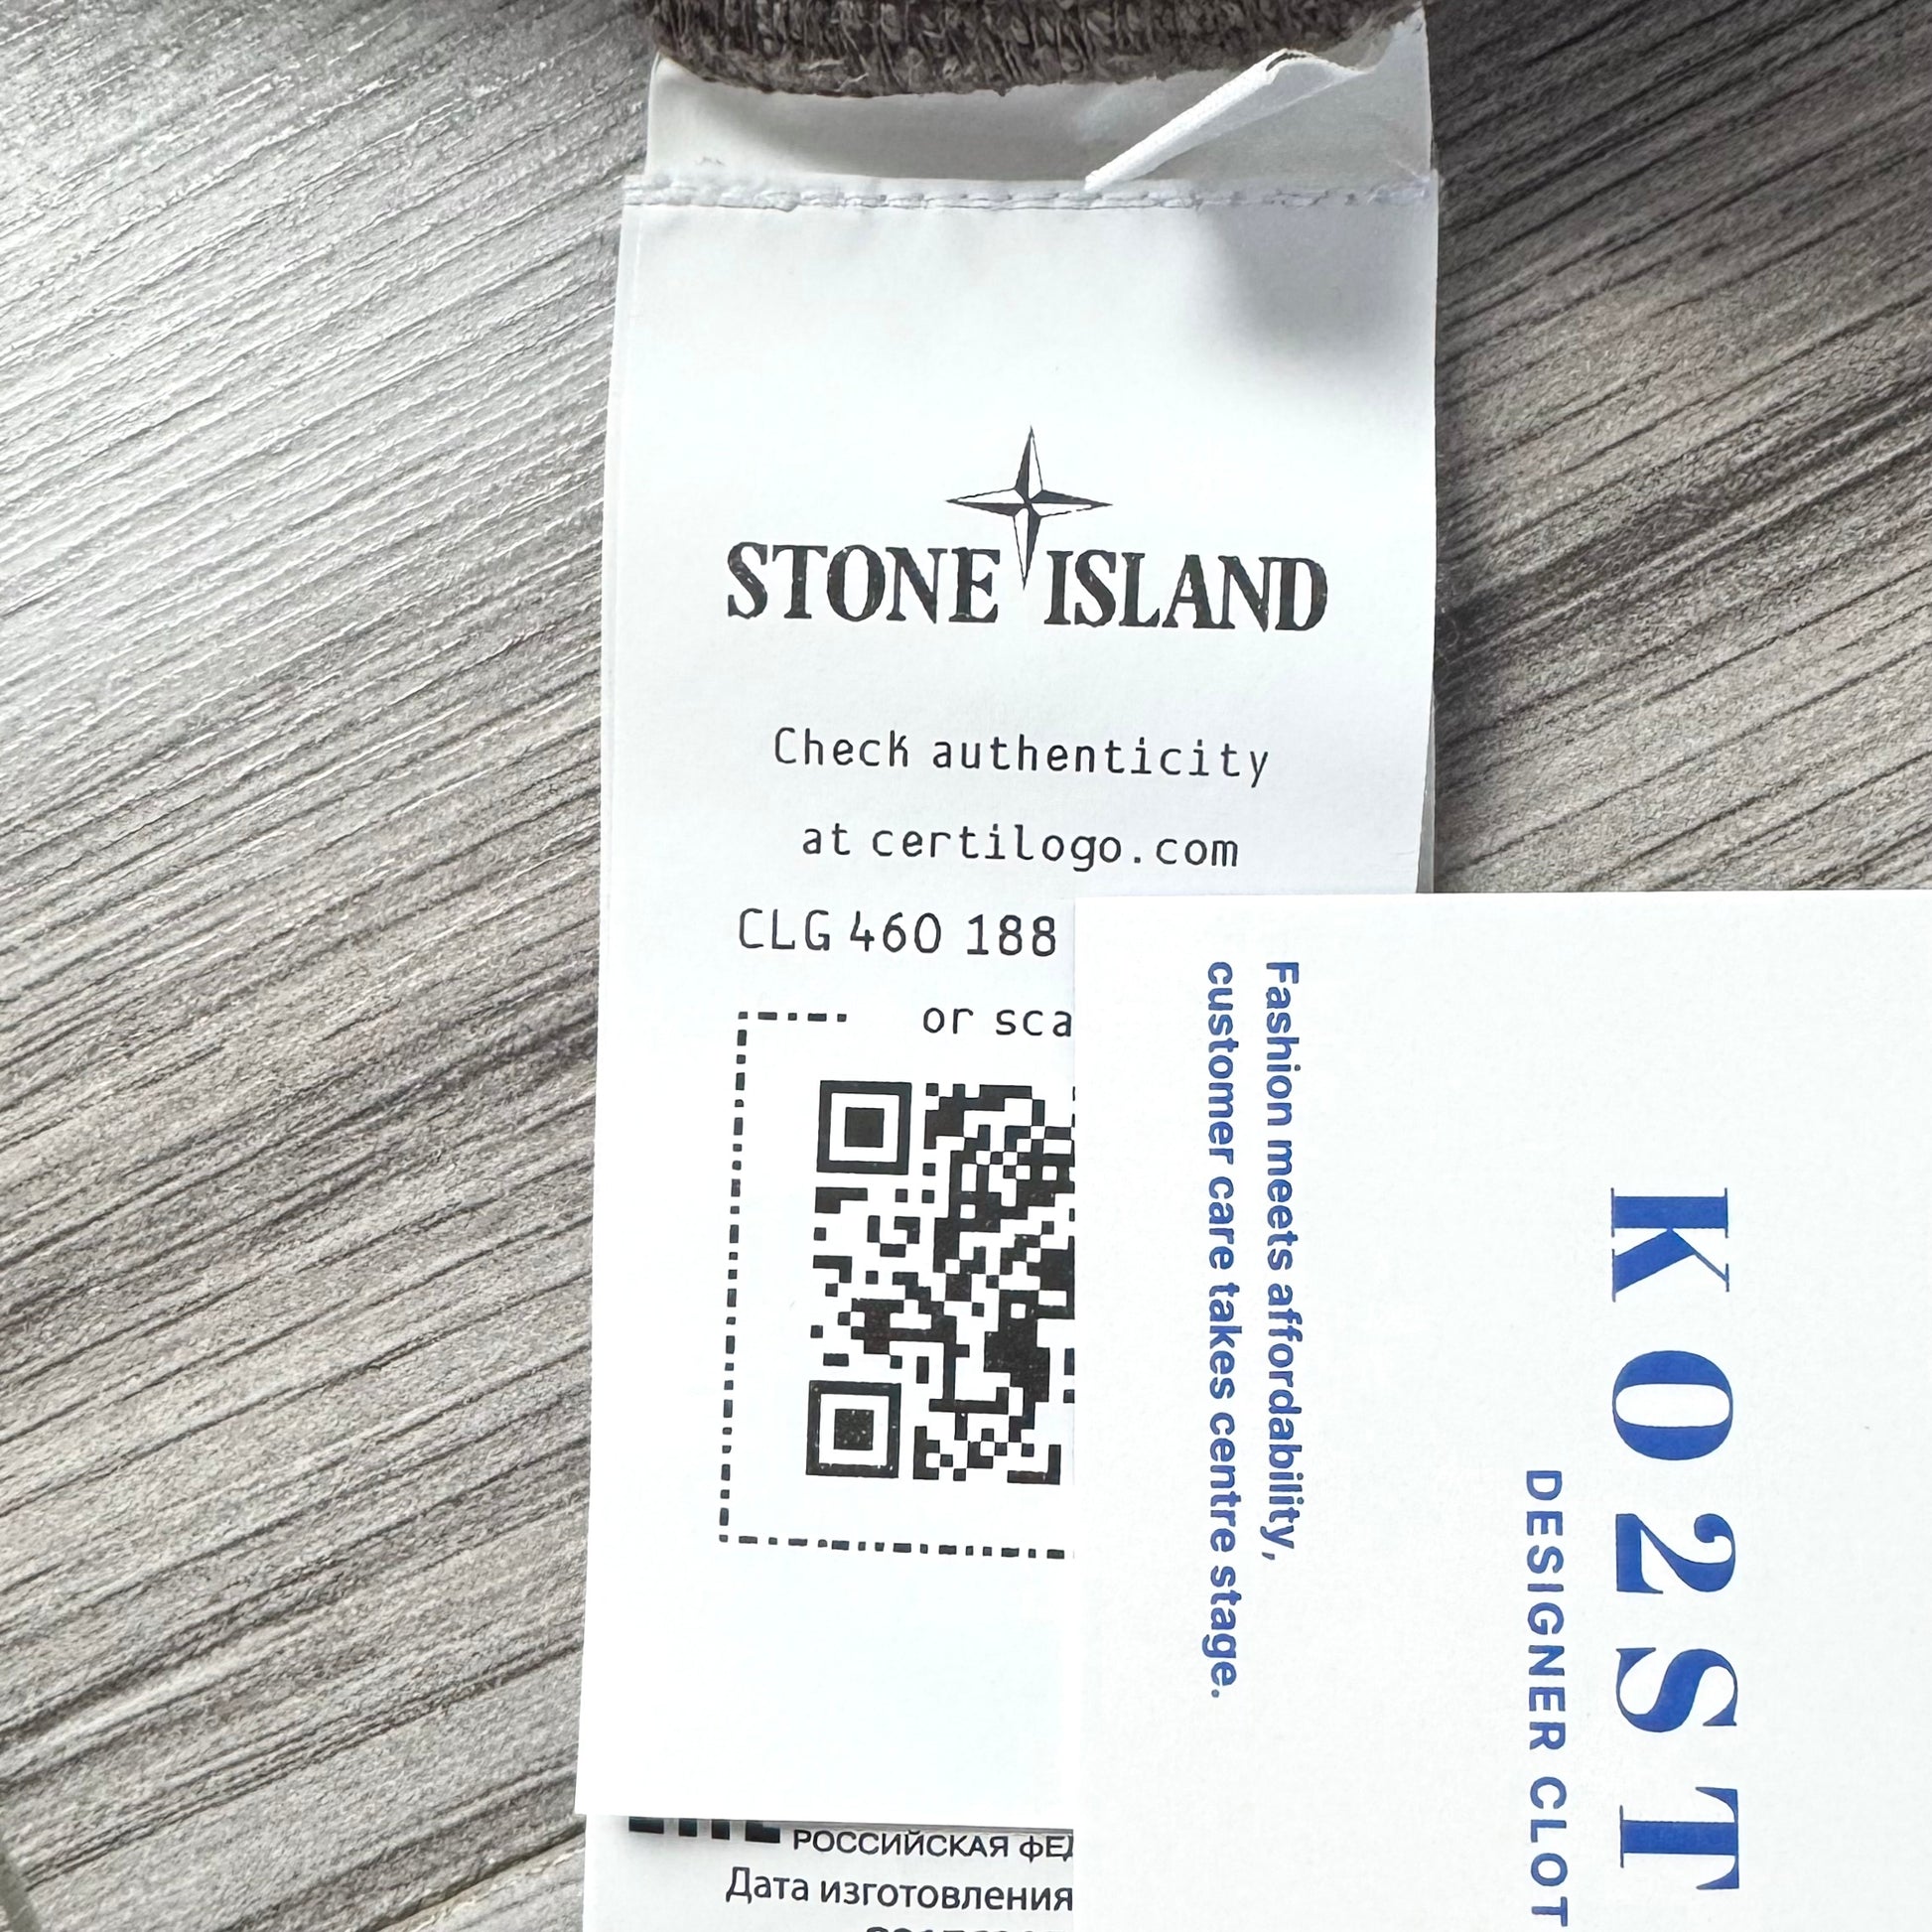 STONE ISLAND
Check authenticity
at certilogo.com
CLG 460 188
or sca
Fashion meets affordability,
customer care takes centre stage.
KO2ST
DESIGNER CLOT
РОССИЙСКАЯ ФЕД
Дата изготовления